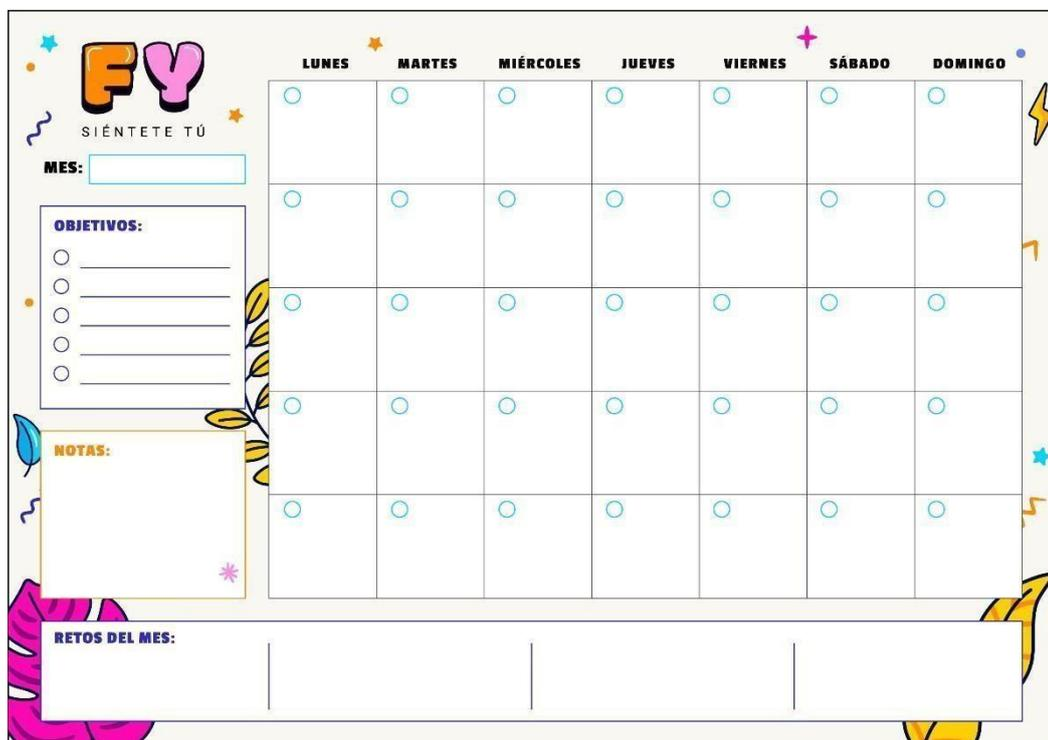 FY
SIÉNTETE TÚ
MES:
OBJETIVOS:
NOTAS:
LUNES MARTES MIÉRCOLES JUEVES VIERNES SÁBADO DOMINGO
RETOS DEL MES: